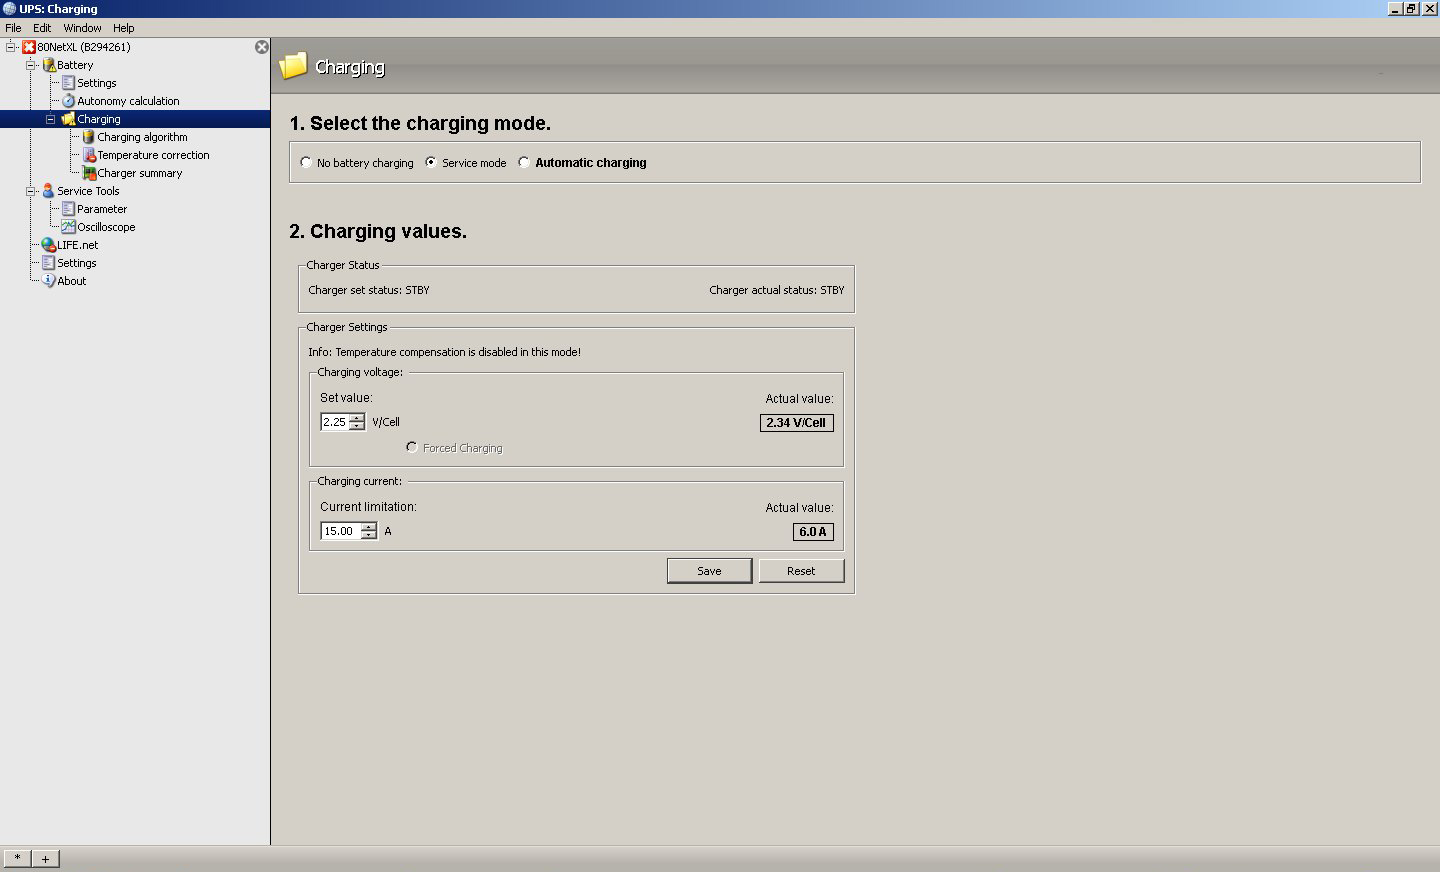 UPS: Charging
File Edit Window Help
80NetXL (B294261)
Battery
Settings
Autonomy calculation
Charging
Charging algorithm
Temperature correction
Charger summary
Service Tools
Parameter
Oscilloscope
LIFE.net
Settings
About
Charging
1. Select the charging mode.
No battery charging Service mode Automatic charging
2. Charging values.
Charger Status
Charger set status: STBY Charger actual status: STBY
Charger Settings
Info: Temperature compensation is disabled in this mode!
Charging voltage:
Set value: Actual value:
2.25 V/Cell 2.34 V/Cell
Forced Charging
Charging current:
Current limitation: Actual value:
15.00 A 6.0 A
Save Reset
* +